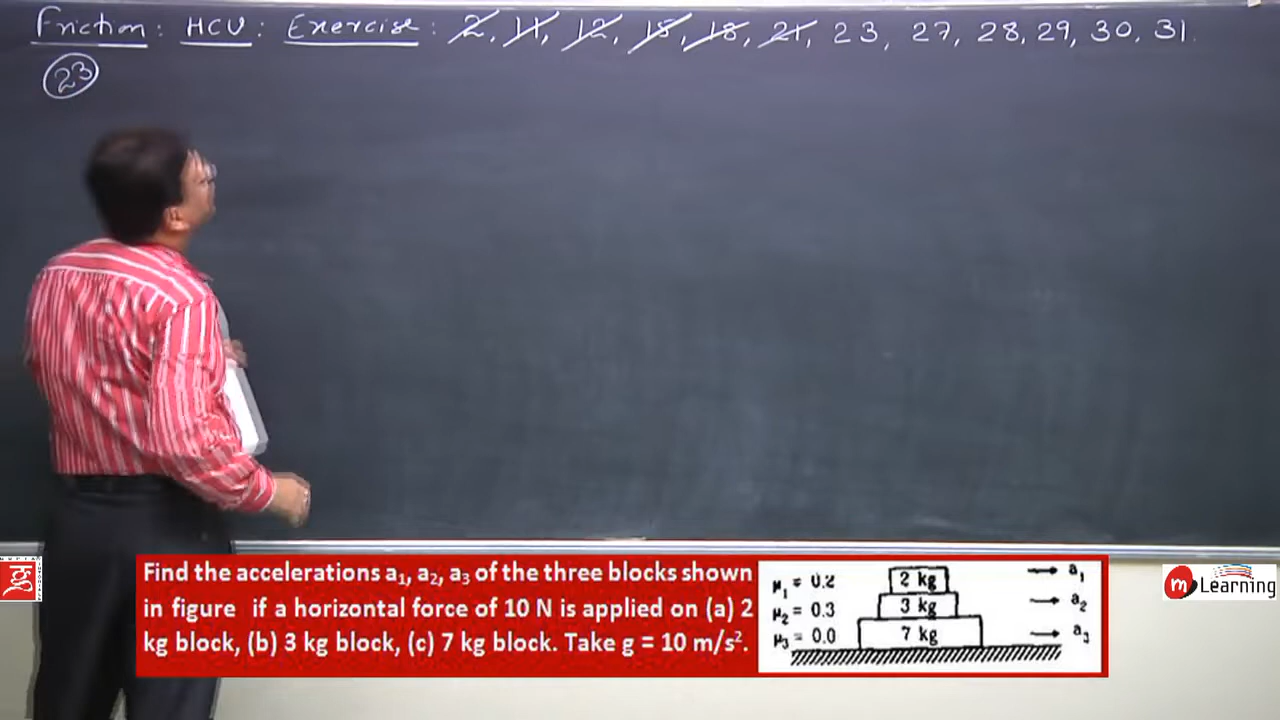 Friction : HCV : Exercise : 2, 11, 12, 15, 18, 21, 23, 27, 28, 29, 30, 31
23
Find the accelerations a₁, a₂, a₃ of the three blocks shown
in figure if a horizontal force of 10 N is applied on (a) 2
kg block, (b) 3 kg block, (c) 7 kg block. Take g = 10 m/s².
μ₁ = 0.2
μ₂ = 0.3
μ₃ = 0.0
2 kg
3 kg
7 kg
a₁
a₂
a₃
m Learning